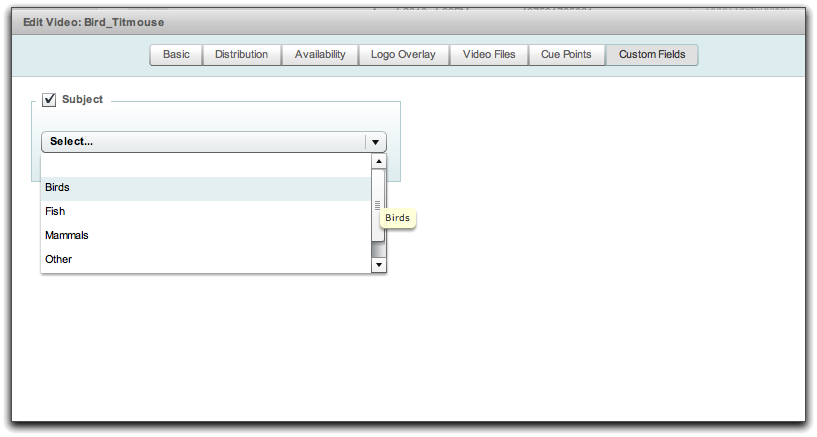 Edit Video: Bird_Titmouse
Basic Distribution Availability Logo Overlay Video Files Cue Points Custom Fields
Subject
Select...
Birds
Birds
Fish
Mammals
Other